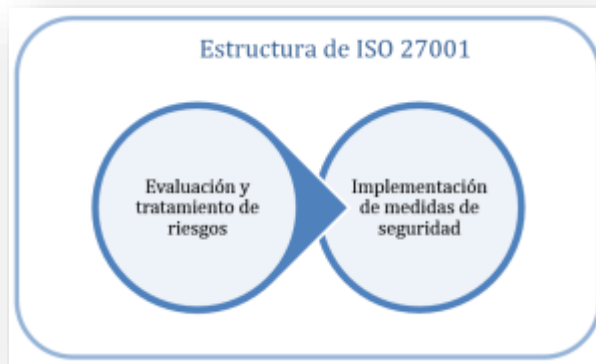 Estructura de ISO 27001
Evaluación y
tratamiento de
riesgos
Implementación
de medidas de
seguridad